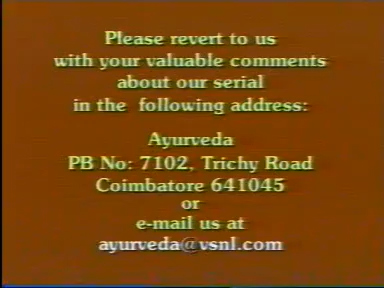 Please revert to us
with your valuable comments
about our serial
in the following address:
Ayurveda
PB No: 7102, Trichy Road
Coimbatore 641045
or
e-mail us at
ayurveda@vsnl.com